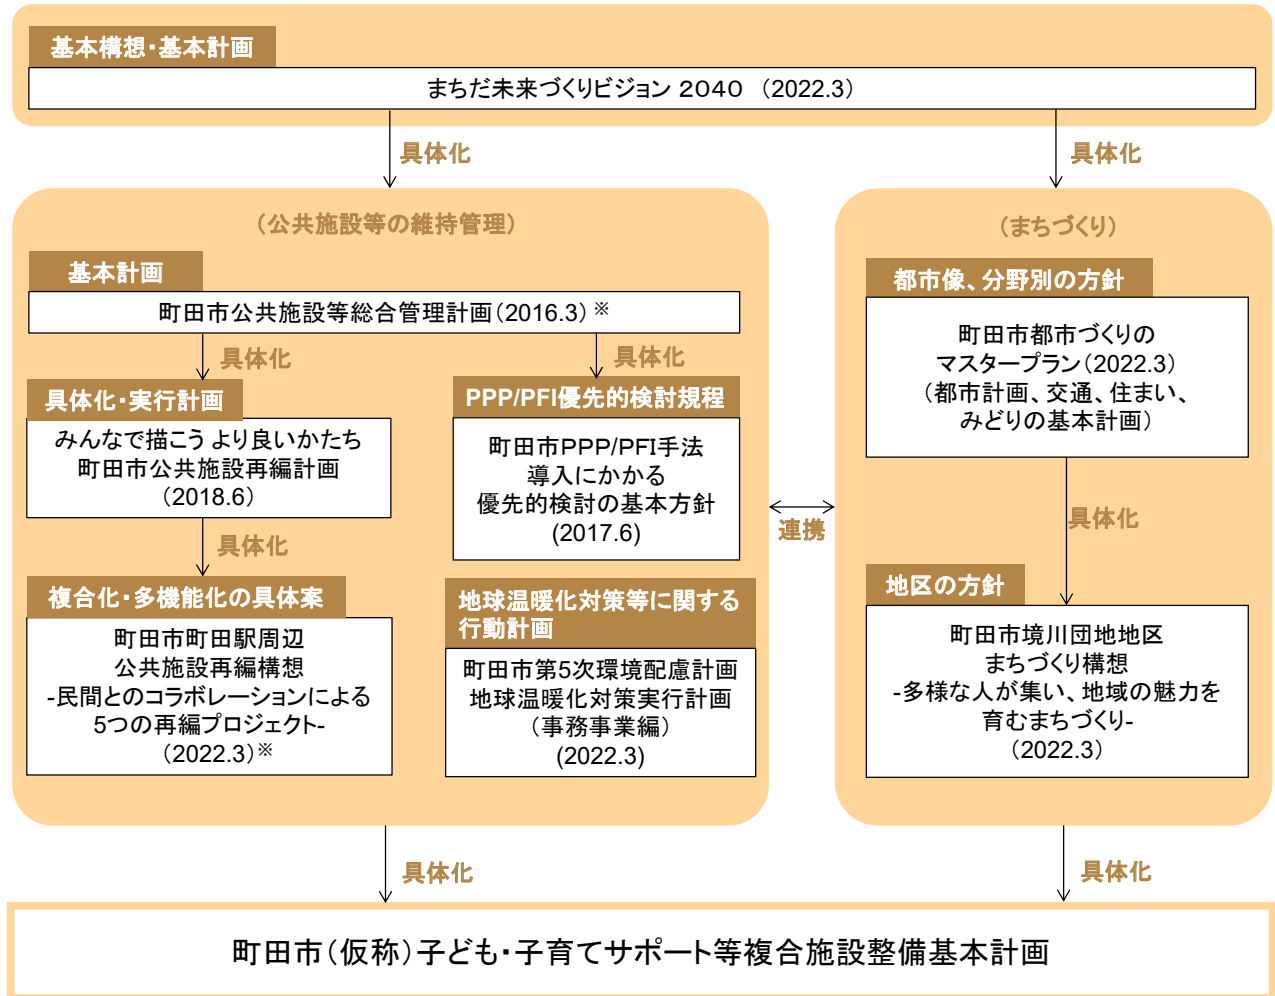 基本構想・基本計画
まちだ未来づくりビジョン 2040 （2022.3）
具体化
具体化
（公共施設等の維持管理）
基本計画
町田市公共施設等総合管理計画（2016.3）※
具体化
具体化
具体化・実行計画
みんなで描こう より良いかたち
町田市公共施設再編計画
（2018.6）
PPP/PFI優先的検討規程
町田市PPP/PFI手法
導入にかかる
優先的検討の基本方針
(2017.6)
具体化
複合化・多機能化の具体案
町田市町田駅周辺
公共施設再編構想
-民間とのコラボレーションによる
5つの再編プロジェクト-
（2022.3）※
地球温暖化対策等に関する
行動計画
町田市第5次環境配慮計画
地球温暖化対策実行計画
（事務事業編）
(2022.3)
連携
（まちづくり）
都市像、分野別の方針
町田市都市づくりの
マスタープラン（2022.3）
（都市計画、交通、住まい、
みどりの基本計画）
具体化
地区の方針
町田市境川団地地区
まちづくり構想
-多様な人が集い、地域の魅力を
育むまちづくり-
（2022.3）
具体化
具体化
町田市（仮称）子ども・子育てサポート等複合施設整備基本計画